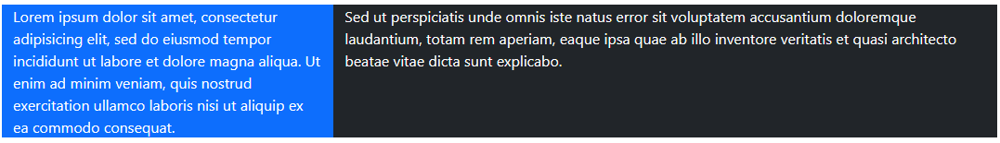 Lorem ipsum dolor sit amet, consectetur
adipisicing elit, sed do eiusmod tempor
incididunt ut labore et dolore magna aliqua. Ut
enim ad minim veniam, quis nostrud
exercitation ullamco laboris nisi ut aliquip ex
ea commodo consequat.
Sed ut perspiciatis unde omnis iste natus error sit voluptatem accusantium doloremque
laudantium, totam rem aperiam, eaque ipsa quae ab illo inventore veritatis et quasi architecto
beatae vitae dicta sunt explicabo.